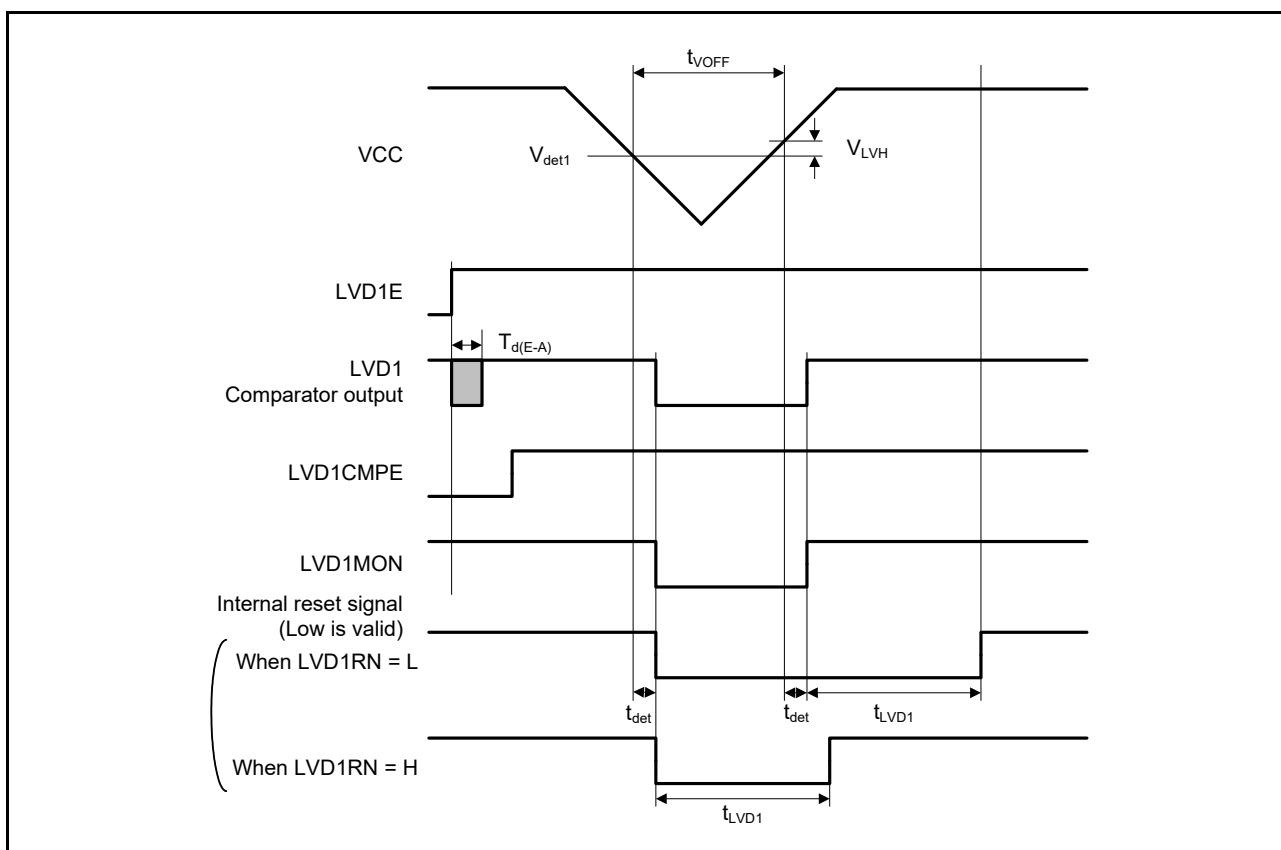 tVOFF
VCC
Vdet1
VLVH
LVD1E
Td(E-A)
LVD1
Comparator output
LVD1CMPE
LVD1MON
Internal reset signal
(Low is valid)
When LVD1RN = L
tdet
tdet
tLVD1
When LVD1RN = H
tLVD1